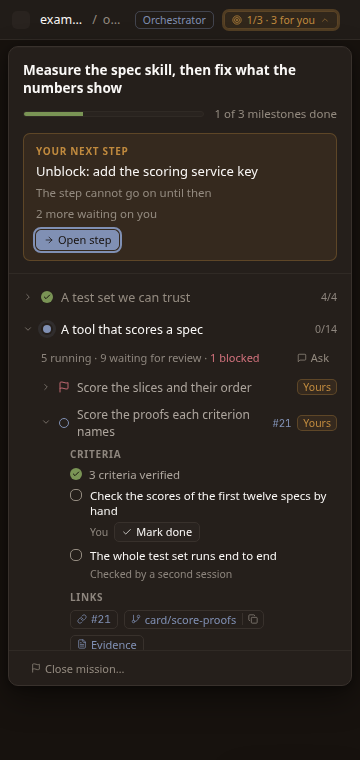 exam... / o... Orchestrator 1/3 · 3 for you
Measure the spec skill, then fix what the
numbers show
1 of 3 milestones done
YOUR NEXT STEP
Unblock: add the scoring service key
The step cannot go on until then
2 more waiting on you
Open step
A test set we can trust 4/4
A tool that scores a spec 0/14
5 running · 9 waiting for review · 1 blocked Ask
Score the slices and their order Yours
Score the proofs each criterion
names #21 Yours
CRITERIA
3 criteria verified
Check the scores of the first twelve specs by
hand
You Mark done
The whole test set runs end to end
Checked by a second session
LINKS
#21 card/score-proofs
Evidence
Close mission...